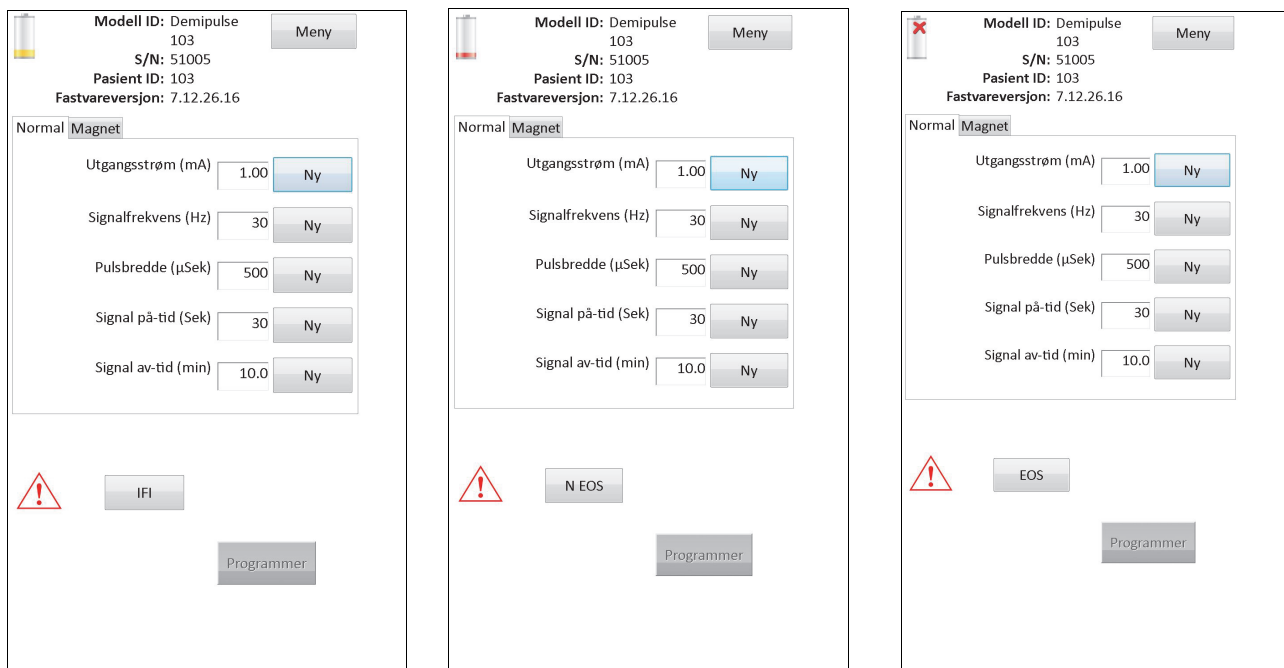 Modell ID: Demipulse
103
S/N: 51005
Pasient ID: 103
Fastvareversjon: 7.12.26.16
Meny
Normal Magnet
Utgangsstrøm (mA) 1.00 Ny
Signalfrekvens (Hz) 30 Ny
Pulsbredde (µSek) 500 Ny
Signal på-tid (Sek) 30 Ny
Signal av-tid (min) 10.0 Ny
IFI
Programmer
Modell ID: Demipulse
103
S/N: 51005
Pasient ID: 103
Fastvareversjon: 7.12.26.16
Meny
Normal Magnet
Utgangsstrøm (mA) 1.00 Ny
Signalfrekvens (Hz) 30 Ny
Pulsbredde (µSek) 500 Ny
Signal på-tid (Sek) 30 Ny
Signal av-tid (min) 10.0 Ny
N EOS
Programmer
Modell ID: Demipulse
103
S/N: 51005
Pasient ID: 103
Fastvareversjon: 7.12.26.16
Meny
Normal Magnet
Utgangsstrøm (mA) 1.00 Ny
Signalfrekvens (Hz) 30 Ny
Pulsbredde (µSek) 500 Ny
Signal på-tid (Sek) 30 Ny
Signal av-tid (min) 10.0 Ny
EOS
Programmer